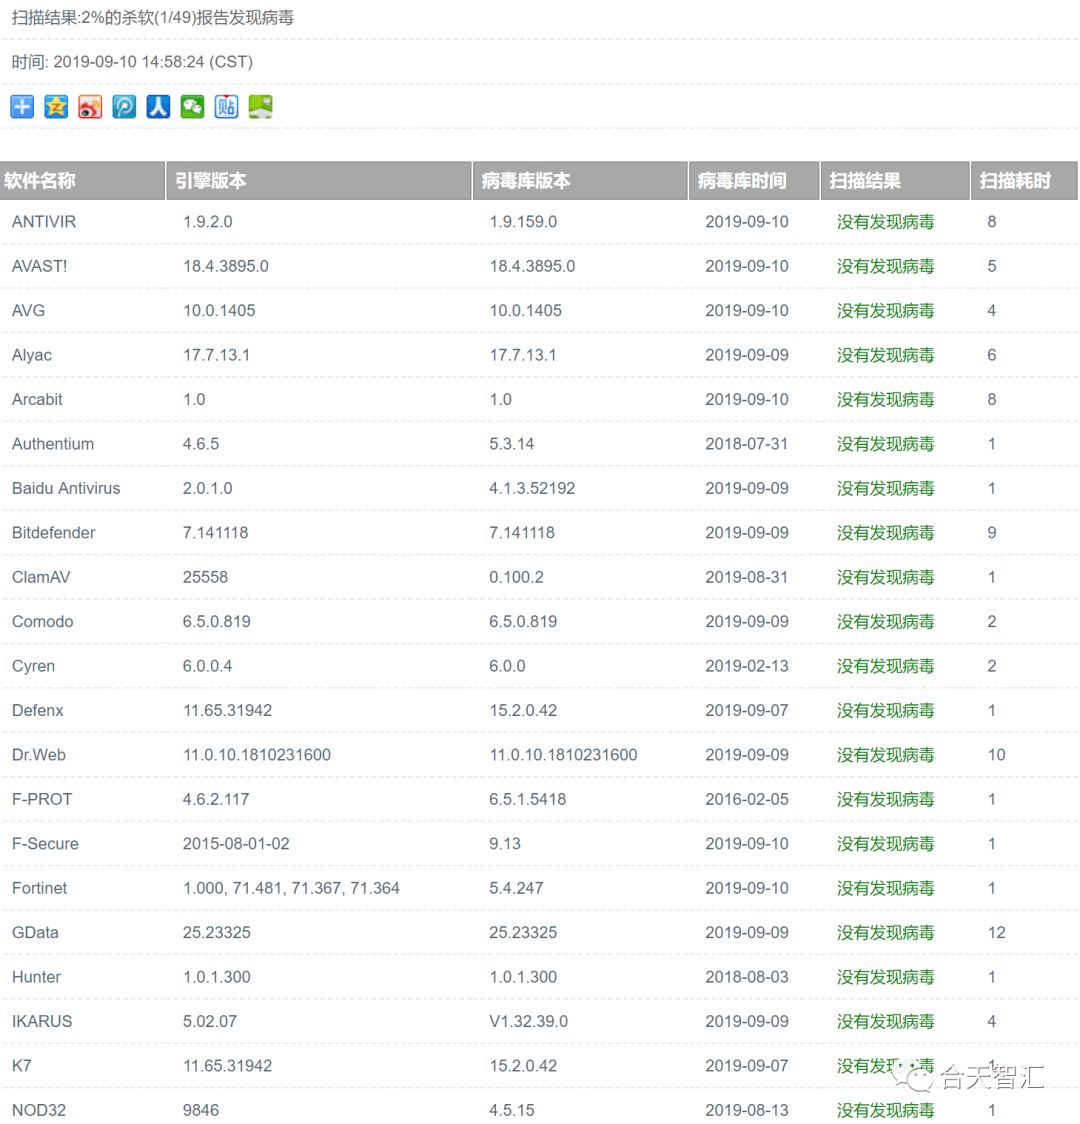 扫描结果:2%的杀软(1/49)报告发现病毒
时间: 2019-09-10 14:58:24 (CST)
贴
软件名称 引擎版本 病毒库版本 病毒库时间 扫描结果 扫描耗时
ANTIVIR 1.9.2.0 1.9.159.0 2019-09-10 没有发现病毒 8
AVAST! 18.4.3895.0 18.4.3895.0 2019-09-10 没有发现病毒 5
AVG 10.0.1405 10.0.1405 2019-09-10 没有发现病毒 4
Alyac 17.7.13.1 17.7.13.1 2019-09-09 没有发现病毒 6
Arcabit 1.0 1.0 2019-09-10 没有发现病毒 8
Authentium 4.6.5 5.3.14 2018-07-31 没有发现病毒 1
Baidu Antivirus 2.0.1.0 4.1.3.52192 2019-09-09 没有发现病毒 1
Bitdefender 7.141118 7.141118 2019-09-09 没有发现病毒 9
ClamAV 25558 0.100.2 2019-08-31 没有发现病毒 1
Comodo 6.5.0.819 6.5.0.819 2019-09-09 没有发现病毒 2
Cyren 6.0.0.4 6.0.0 2019-02-13 没有发现病毒 2
Defenx 11.65.31942 15.2.0.42 2019-09-07 没有发现病毒 1
Dr.Web 11.0.10.1810231600 11.0.10.1810231600 2019-09-09 没有发现病毒 10
F-PROT 4.6.2.117 6.5.1.5418 2016-02-05 没有发现病毒 1
F-Secure 2015-08-01-02 9.13 2019-09-10 没有发现病毒 1
Fortinet 1.000, 71.481, 71.367, 71.364 5.4.247 2019-09-10 没有发现病毒 1
GData 25.23325 25.23325 2019-09-09 没有发现病毒 12
Hunter 1.0.1.300 1.0.1.300 2018-08-03 没有发现病毒 1
IKARUS 5.02.07 V1.32.39.0 2019-09-09 没有发现病毒 4
K7 11.65.31942 15.2.0.42 2019-09-07 没有发现病毒 1
合天智汇
NOD32 9846 4.5.15 2019-08-13 没有发现病毒 1